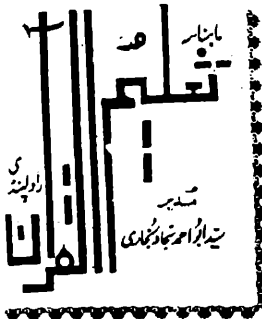 ماہنامہ
تعلیم القرآن
راولپنڈی
مدیر
سید ابو احمد سجاد بخاری